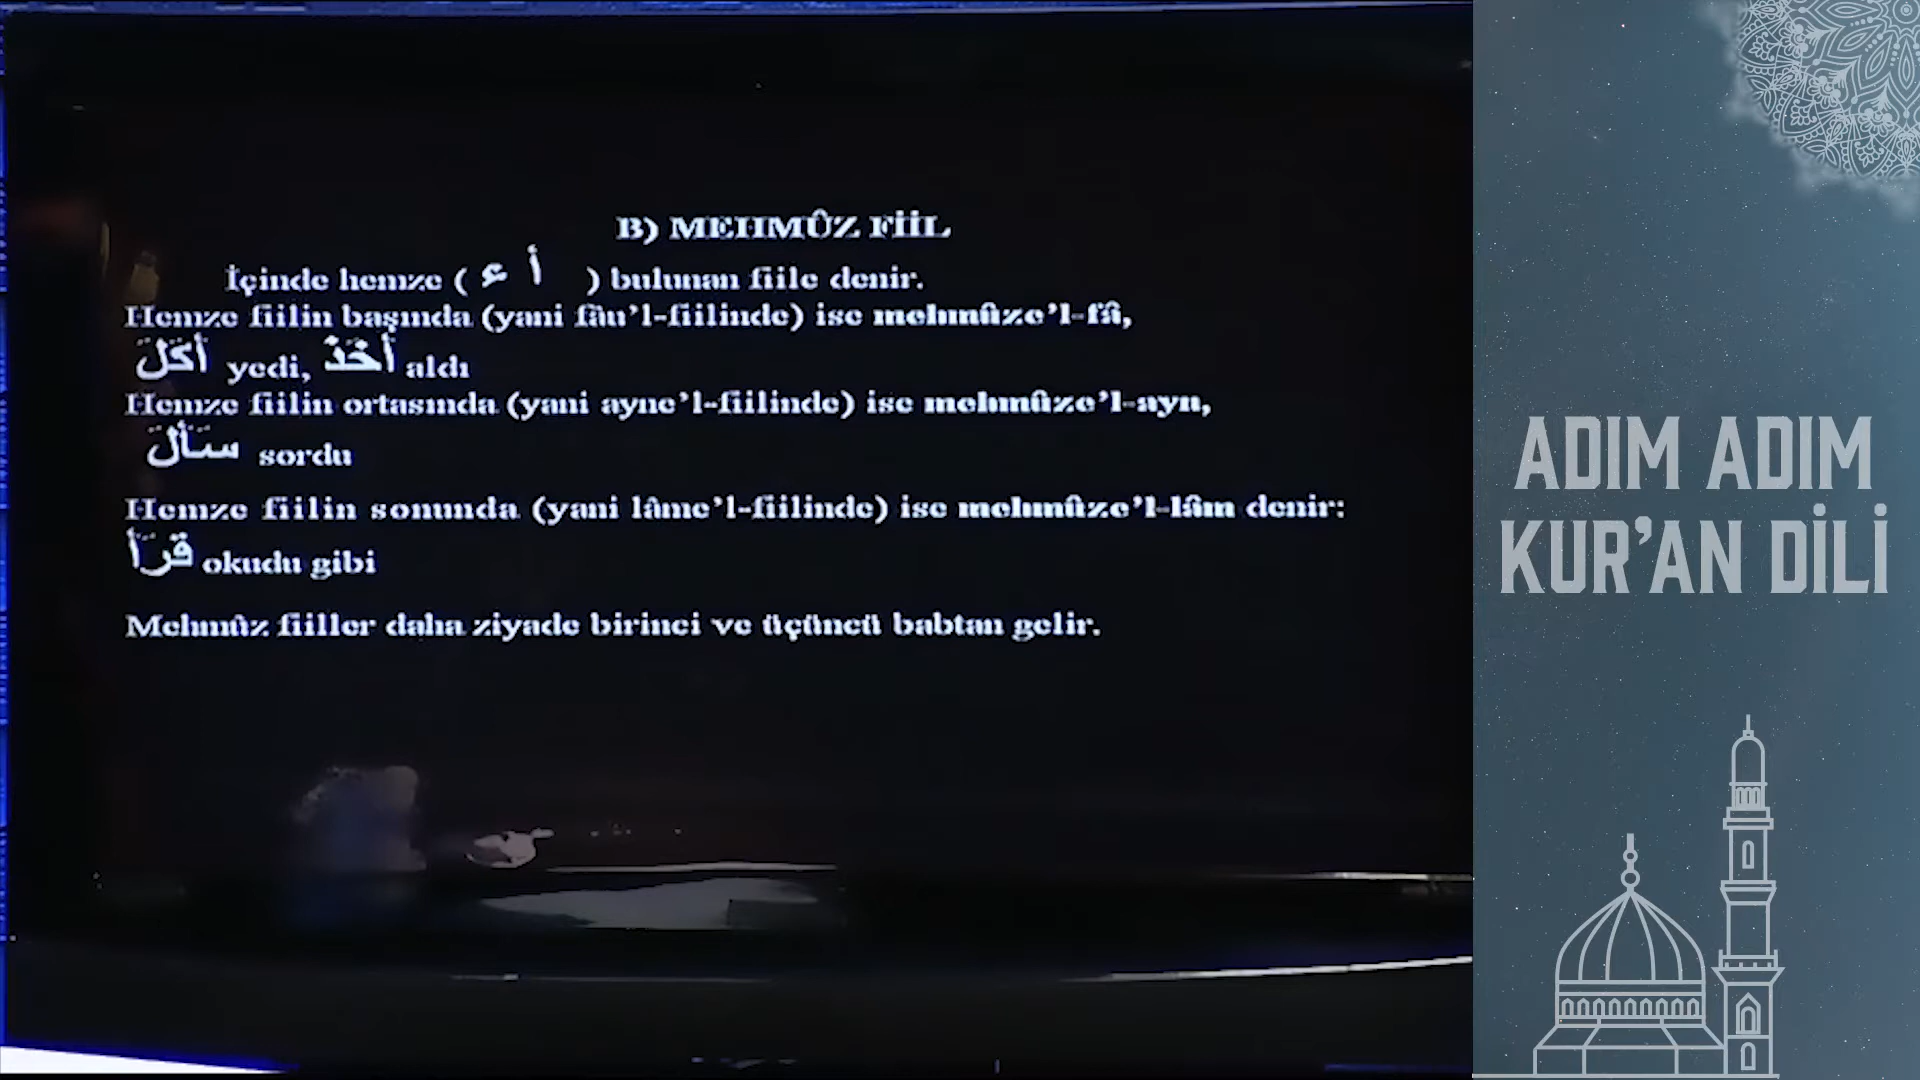 B) MEHMÛZ FİİL
İçinde hemze ( أ ء ) bulunan fiile denir.
Hemze fiilin başında (yani fâu’l-fiilinde) ise mehmûze’l-fâ,
أَكَلَ yedi, أَخَذَ aldı
Hemze fiilin ortasında (yani ayne’l-fiilinde) ise mehmûze’l-ayn,
سَأَلَ sordu
Hemze fiilin sonunda (yani lâme’l-fiilinde) ise mehmûze’l-lâm denir:
قَرَأَ okudu gibi
Mehmûz fiiller daha ziyade birinci ve üçüncü babtan gelir.
ADIM ADIM
KUR’AN DİLİ